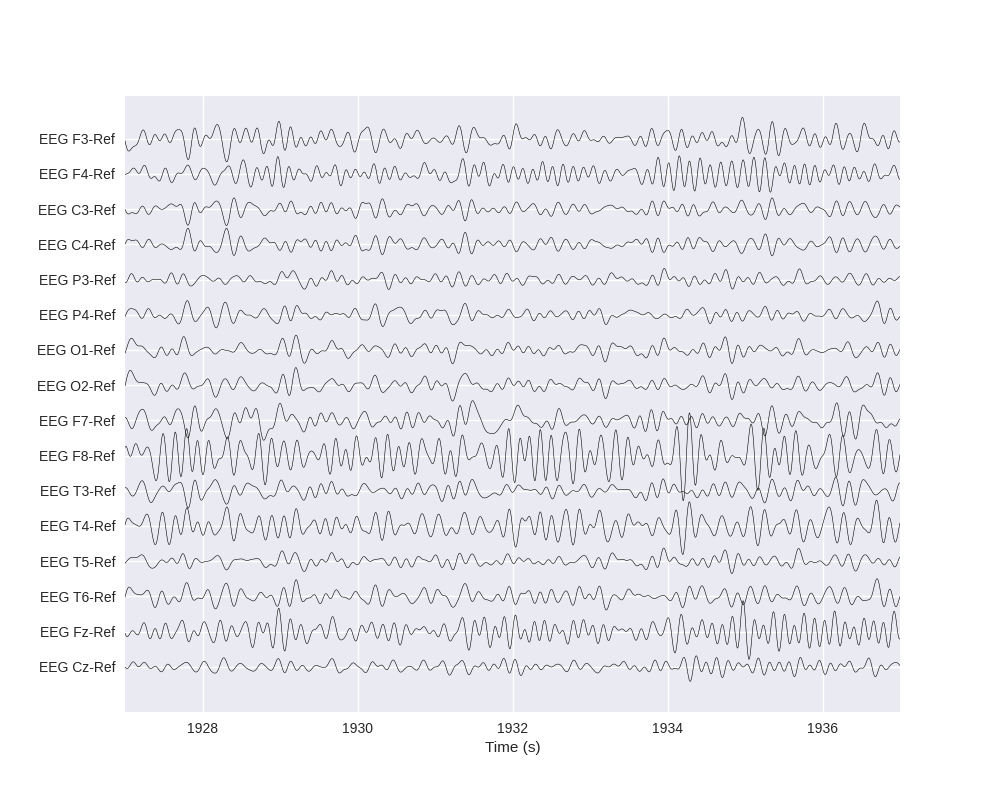 EEG F3-Ref
EEG F4-Ref
EEG C3-Ref
EEG C4-Ref
EEG P3-Ref
EEG P4-Ref
EEG O1-Ref
EEG O2-Ref
EEG F7-Ref
EEG F8-Ref
EEG T3-Ref
EEG T4-Ref
EEG T5-Ref
EEG T6-Ref
EEG Fz-Ref
EEG Cz-Ref
1928 1930 1932 1934 1936
Time (s)